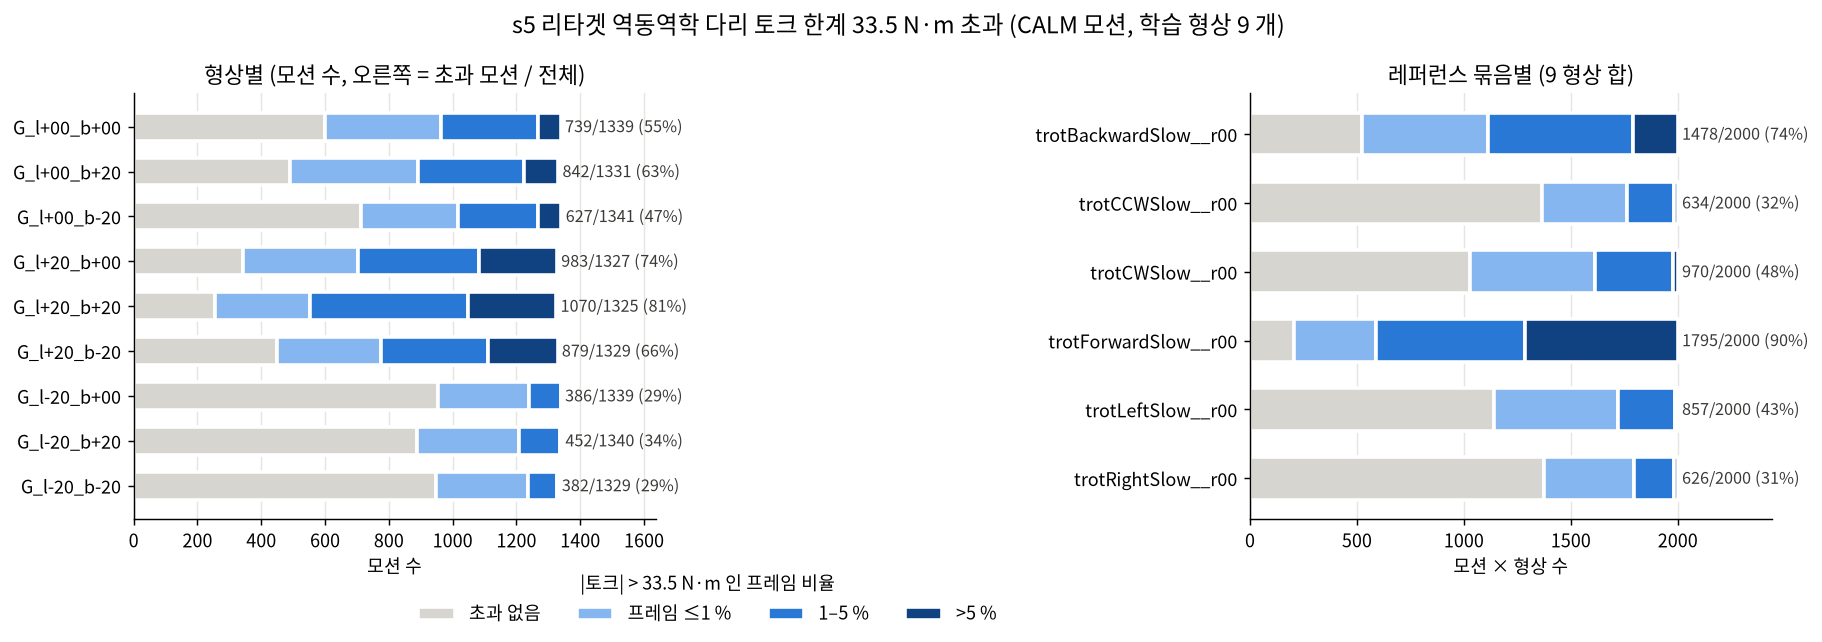 s5 리타겟 역동역학 다리 토크 한계 33.5 N·m 초과 (CALM 모션, 학습 형상 9 개)
형상별 (모션 수, 오른쪽 = 초과 모션 / 전체)
G_l+00_b+00
739/1339 (55%)
G_l+00_b+20
842/1331 (63%)
G_l+00_b-20
627/1341 (47%)
G_l+20_b+00
983/1327 (74%)
G_l+20_b+20
1070/1325 (81%)
G_l+20_b-20
879/1329 (66%)
G_l-20_b+00
386/1339 (29%)
G_l-20_b+20
452/1340 (34%)
G_l-20_b-20
382/1329 (29%)
0 200 400 600 800 1000 1200 1400 1600
모션 수
레퍼런스 묶음별 (9 형상 합)
trotBackwardSlow__r00
1478/2000 (74%)
trotCCWSlow__r00
634/2000 (32%)
trotCWSlow__r00
970/2000 (48%)
trotForwardSlow__r00
1795/2000 (90%)
trotLeftSlow__r00
857/2000 (43%)
trotRightSlow__r00
626/2000 (31%)
0 500 1000 1500 2000
모션 × 형상 수
|토크| > 33.5 N·m 인 프레임 비율
초과 없음 프레임 ≤1 % 1–5 % >5 %